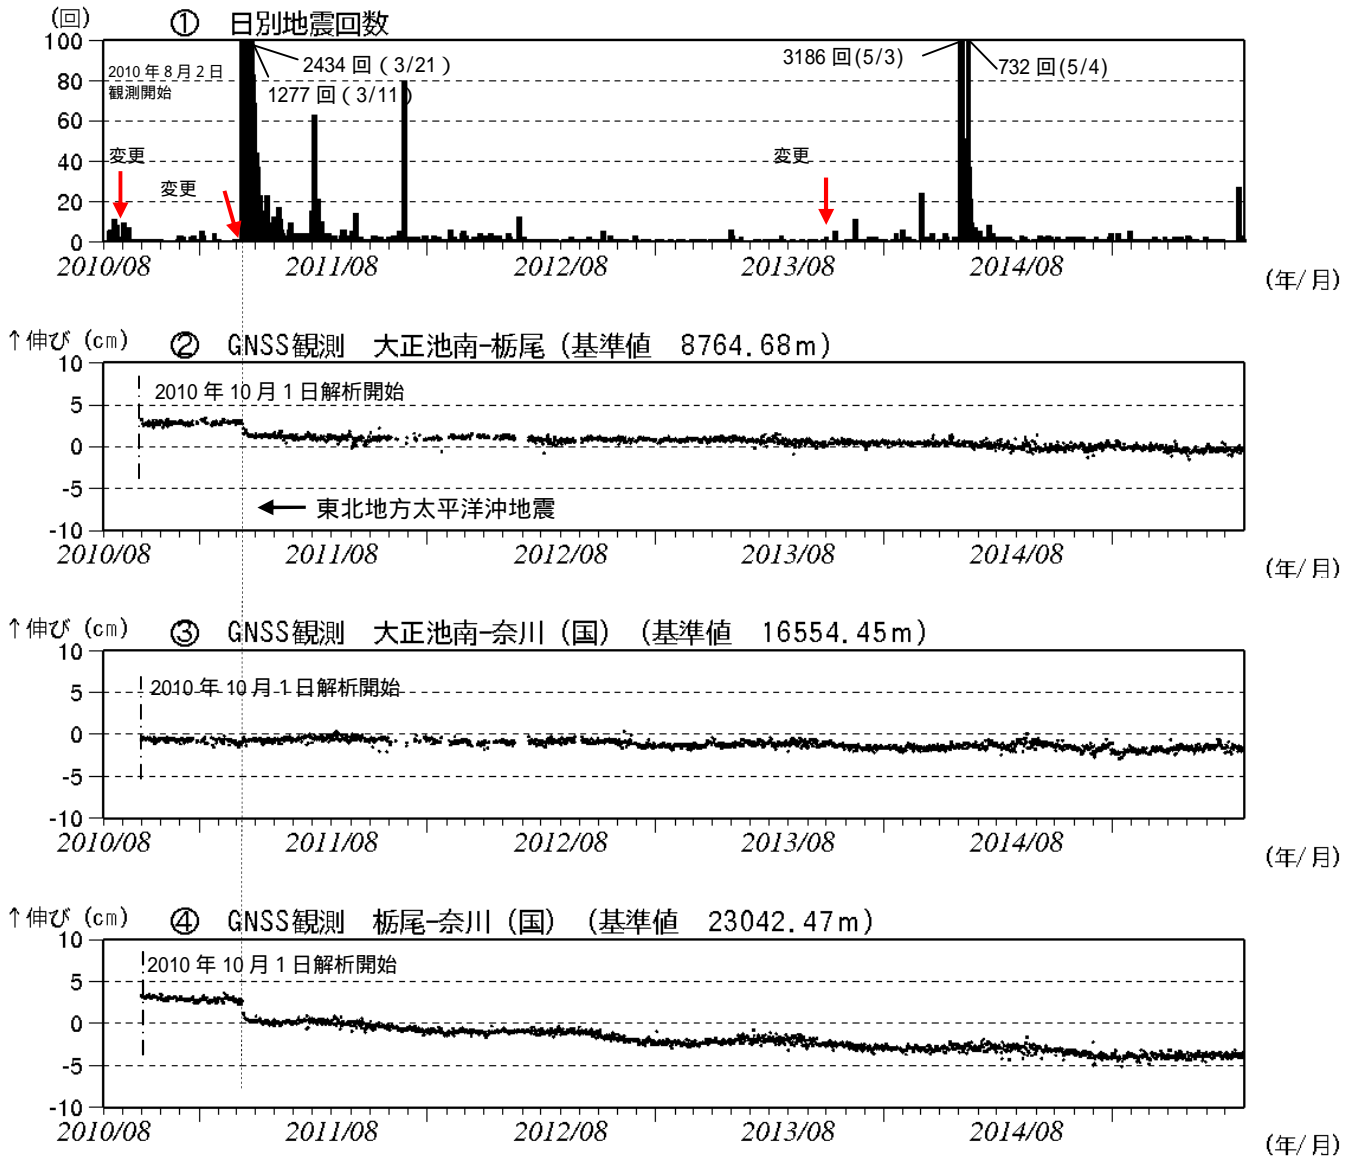 (回) ① 日別地震回数
100
80
60
40
20
0
2010年8月2日
観測開始
2434 回 ( 3/21 )
1277 回 ( 3/11 )
3186 回(5/3)
732 回(5/4)
変更
変更
変更
2010/08 2011/08 2012/08 2013/08 2014/08
(年/月)
↑伸び (cm) ② GNSS観測 大正池南-栃尾 (基準値 8764.68m)
10
5
0
-5
-10
2010 年 10 月 1 日解析開始
東北地方太平洋沖地震
2010/08 2011/08 2012/08 2013/08 2014/08
(年/月)
↑伸び (cm) ③ GNSS観測 大正池南-奈川 (国) (基準値 16554.45m)
10
5
0
-5
-10
2010 年 10 月 1 日解析開始
2010/08 2011/08 2012/08 2013/08 2014/08
(年/月)
↑伸び (cm) ④ GNSS観測 栃尾-奈川 (国) (基準値 23042.47m)
10
5
0
-5
-10
2010 年 10 月 1 日解析開始
2010/08 2011/08 2012/08 2013/08 2014/08
(年/月)